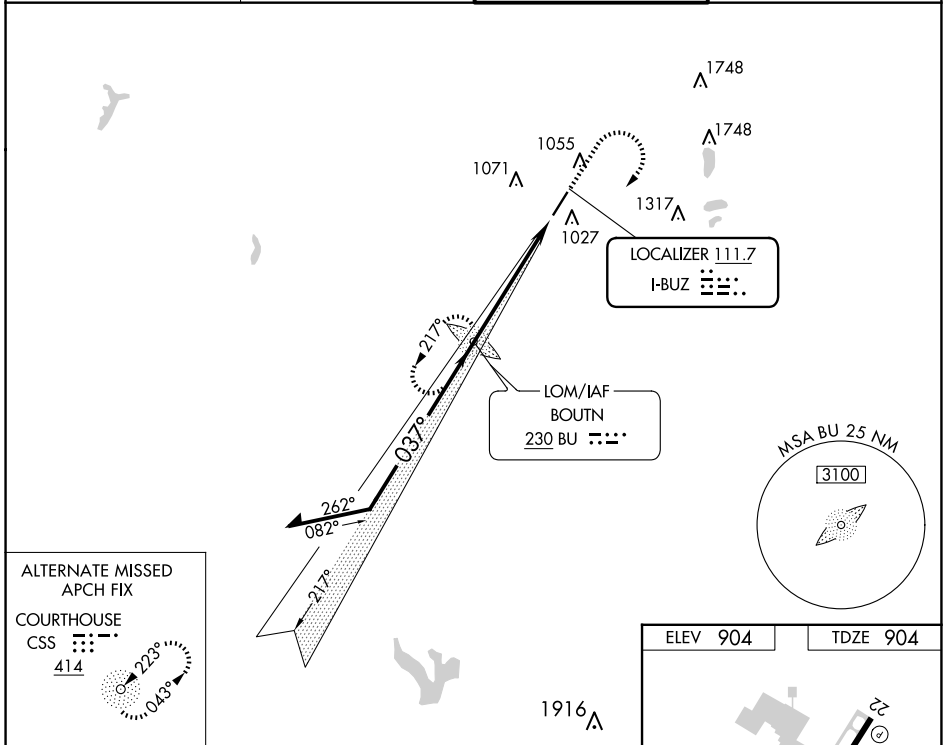 1748
1748
1055
1071
1317
1027
LOCALIZER 111.7
I-BUZ
217°
LOM/IAF
BOUTN
230 BU
037°
MSA BU 25 NM
3100
262°
082°
217°
ALTERNATE MISSED
APCH FIX
COURTHOUSE
CSS
414
223°
043°
ELEV 904
TDZE 904
1916
22
P